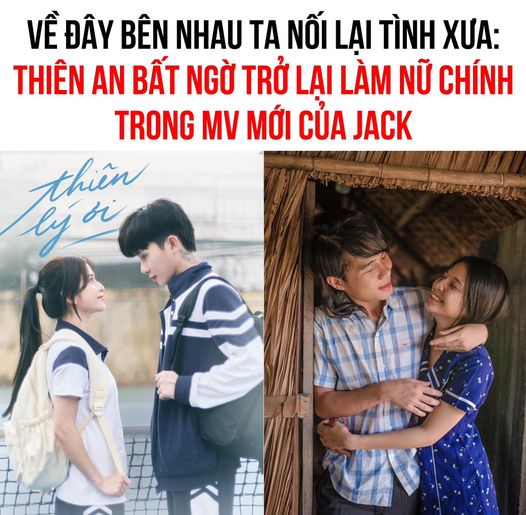 VỀ ĐÂY BÊN NHAU TA NỐI LẠI TÌNH XƯA:
THIÊN AN BẤT NGỜ TRỞ LẠI LÀM NỮ CHÍNH
TRONG MV MỚI CỦA JACK
thiên
lý ơi